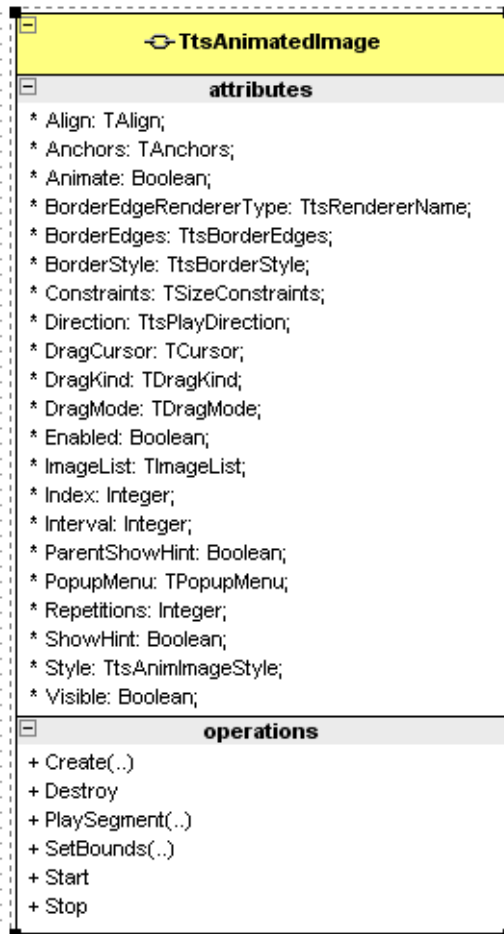 TtsAnimatedImage
attributes
* Align: TAlign;
* Anchors: TAnchors;
* Animate: Boolean;
* BorderEdgeRendererType: TtsRendererName;
* BorderEdges: TtsBorderEdges;
* BorderStyle: TtsBorderStyle;
* Constraints: TSizeConstraints;
* Direction: TtsPlayDirection;
* DragCursor: TCursor;
* DragKind: TDragKind;
* DragMode: TDragMode;
* Enabled: Boolean;
* ImageList: TImageList;
* Index: Integer;
* Interval: Integer;
* ParentShowHint: Boolean;
* PopupMenu: TPopupMenu;
* Repetitions: Integer;
* ShowHint: Boolean;
* Style: TtsAnimImageStyle;
* Visible: Boolean;
operations
+ Create(..)
+ Destroy
+ PlaySegment(..)
+ SetBounds(..)
+ Start
+ Stop